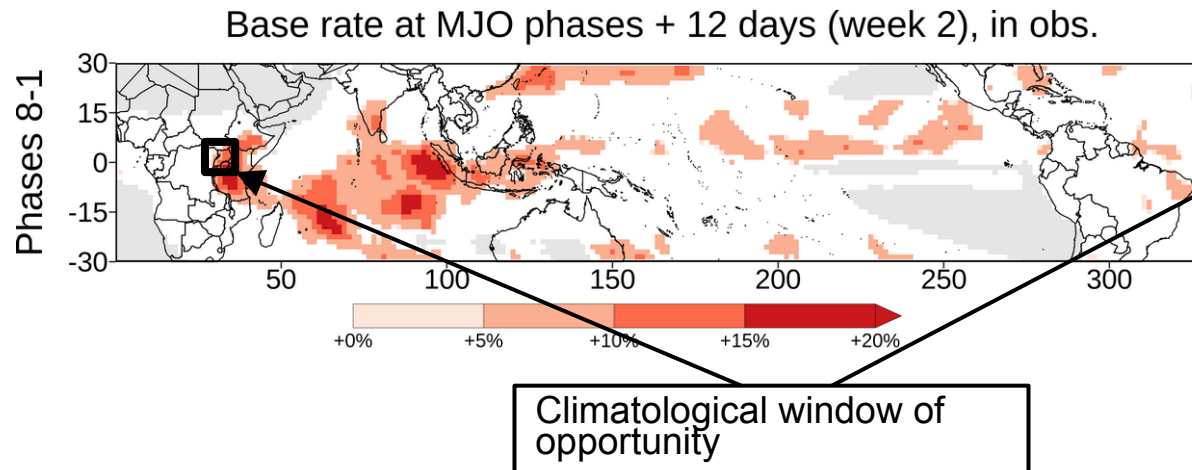 Base rate at MJO phases + 12 days (week 2), in obs.
Phases 8-1
30
15
0
-15
-30
50 100 150 200 250 300
+0% +5% +10% +15% +20%
Climatological window of
opportunity